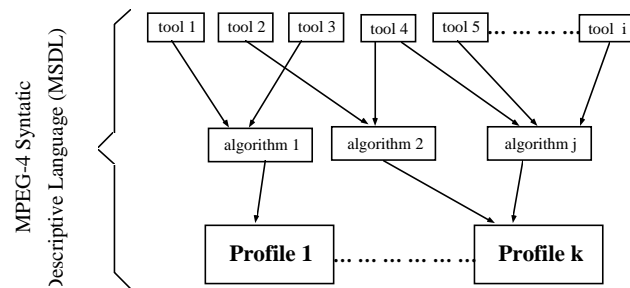 MPEG-4 Syntatic
Descriptive Language (MSDL)
tool 1 tool 2 tool 3 tool 4 tool 5 ... ... ... ... tool i
algorithm 1 algorithm 2 algorithm j
Profile 1 ... ... ... ... ... Profile k